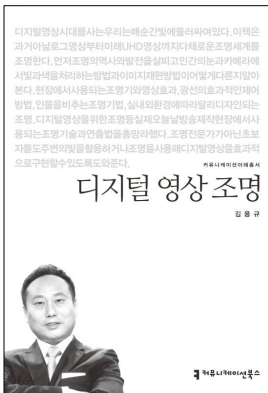 디지털영상시대를사는우리는매순간빛에둘러싸여있다.이책은
과거아날로그영상부터미래UHD영상까지다채로운조명세계를
조명한다.먼저조명의역사와발전을살피고인간의눈과카메라에
서빛과색을처리하는방법과이미지재현방법이어떻게다른지알아
본다.현장에서사용되는조명기와영상효과,광선의효과적인제어
방법,인물을비추는조명기법,실내외환경에따라달리디자인되는
조명,디지털영상을위한조명등실제오늘날방송제작현장에서사
용되는조명기술과연출법을총망라했다.조명전문가가아닌초보
자들도주변의빛을활용하거나조명을사용해디지털영상을효과적
으로구현할수있도록도와준다.
커뮤니케이션이해총서
디지털 영상 조명
김용규
커뮤니케이션북스